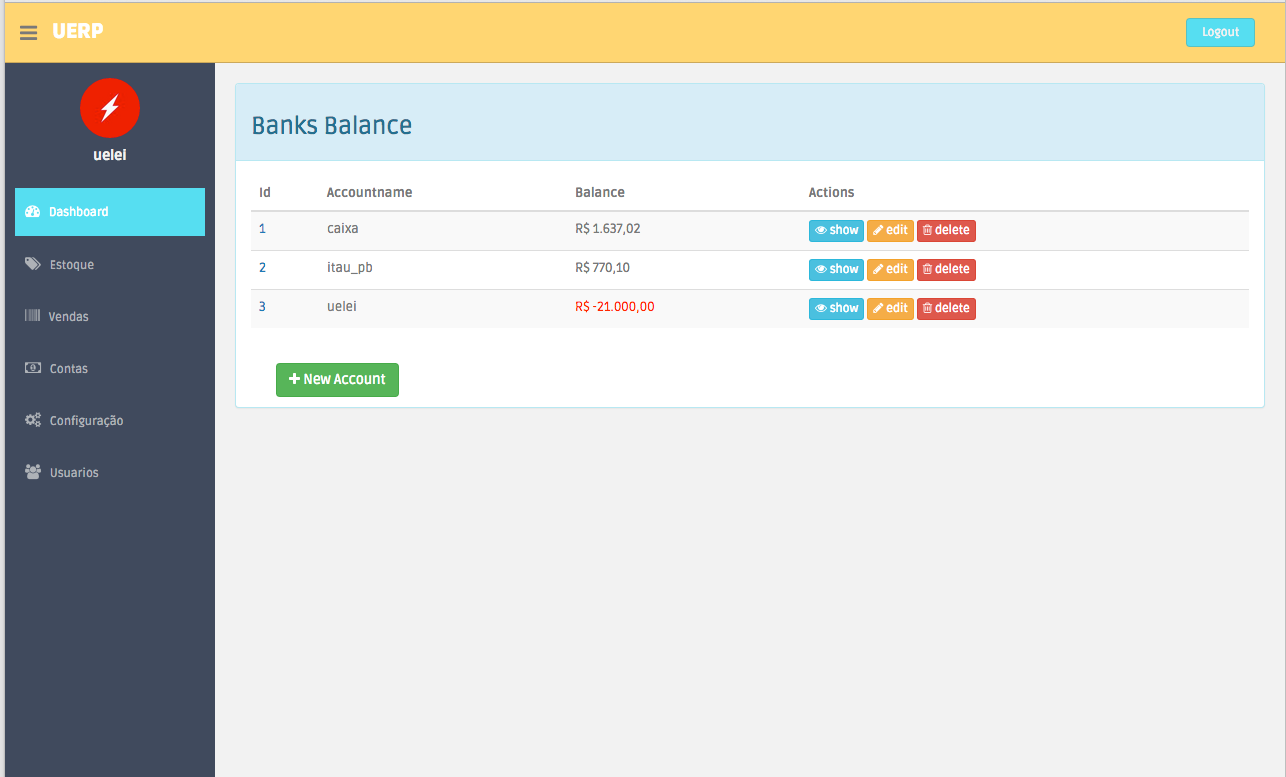 UERP
Logout
uelei
Dashboard
Estoque
Vendas
Contas
Configuração
Usuarios
Banks Balance
Id Accountname Balance Actions
1 caixa R$ 1.637,02 show edit delete
2 itau_pb R$ 770,10 show edit delete
3 uelei R$ -21.000,00 show edit delete
New Account